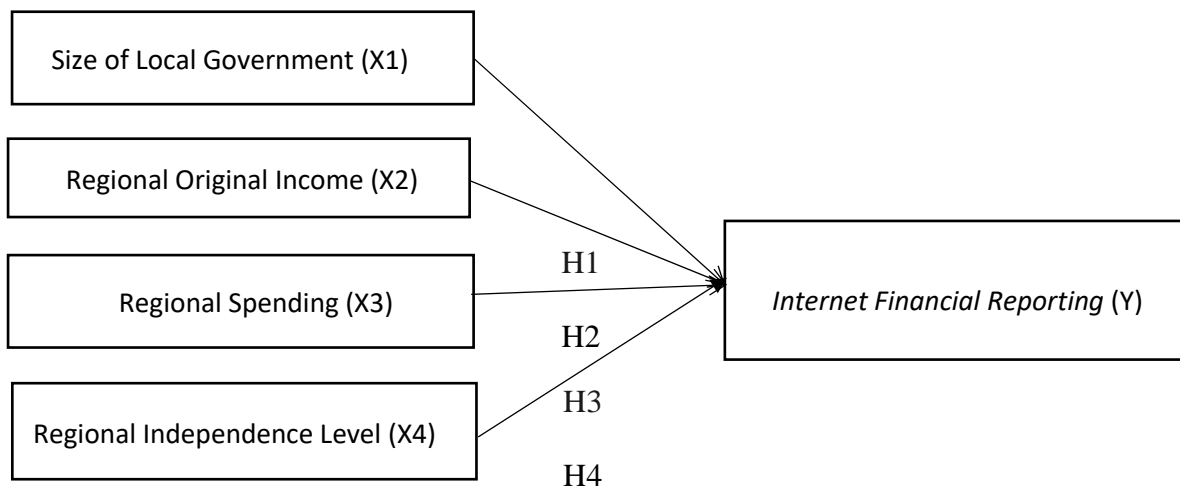 Size of Local Government (X1)
Regional Original Income (X2)
H1
Regional Spending (X3)
Internet Financial Reporting (Y)
H2
H3
Regional Independence Level (X4)
H4